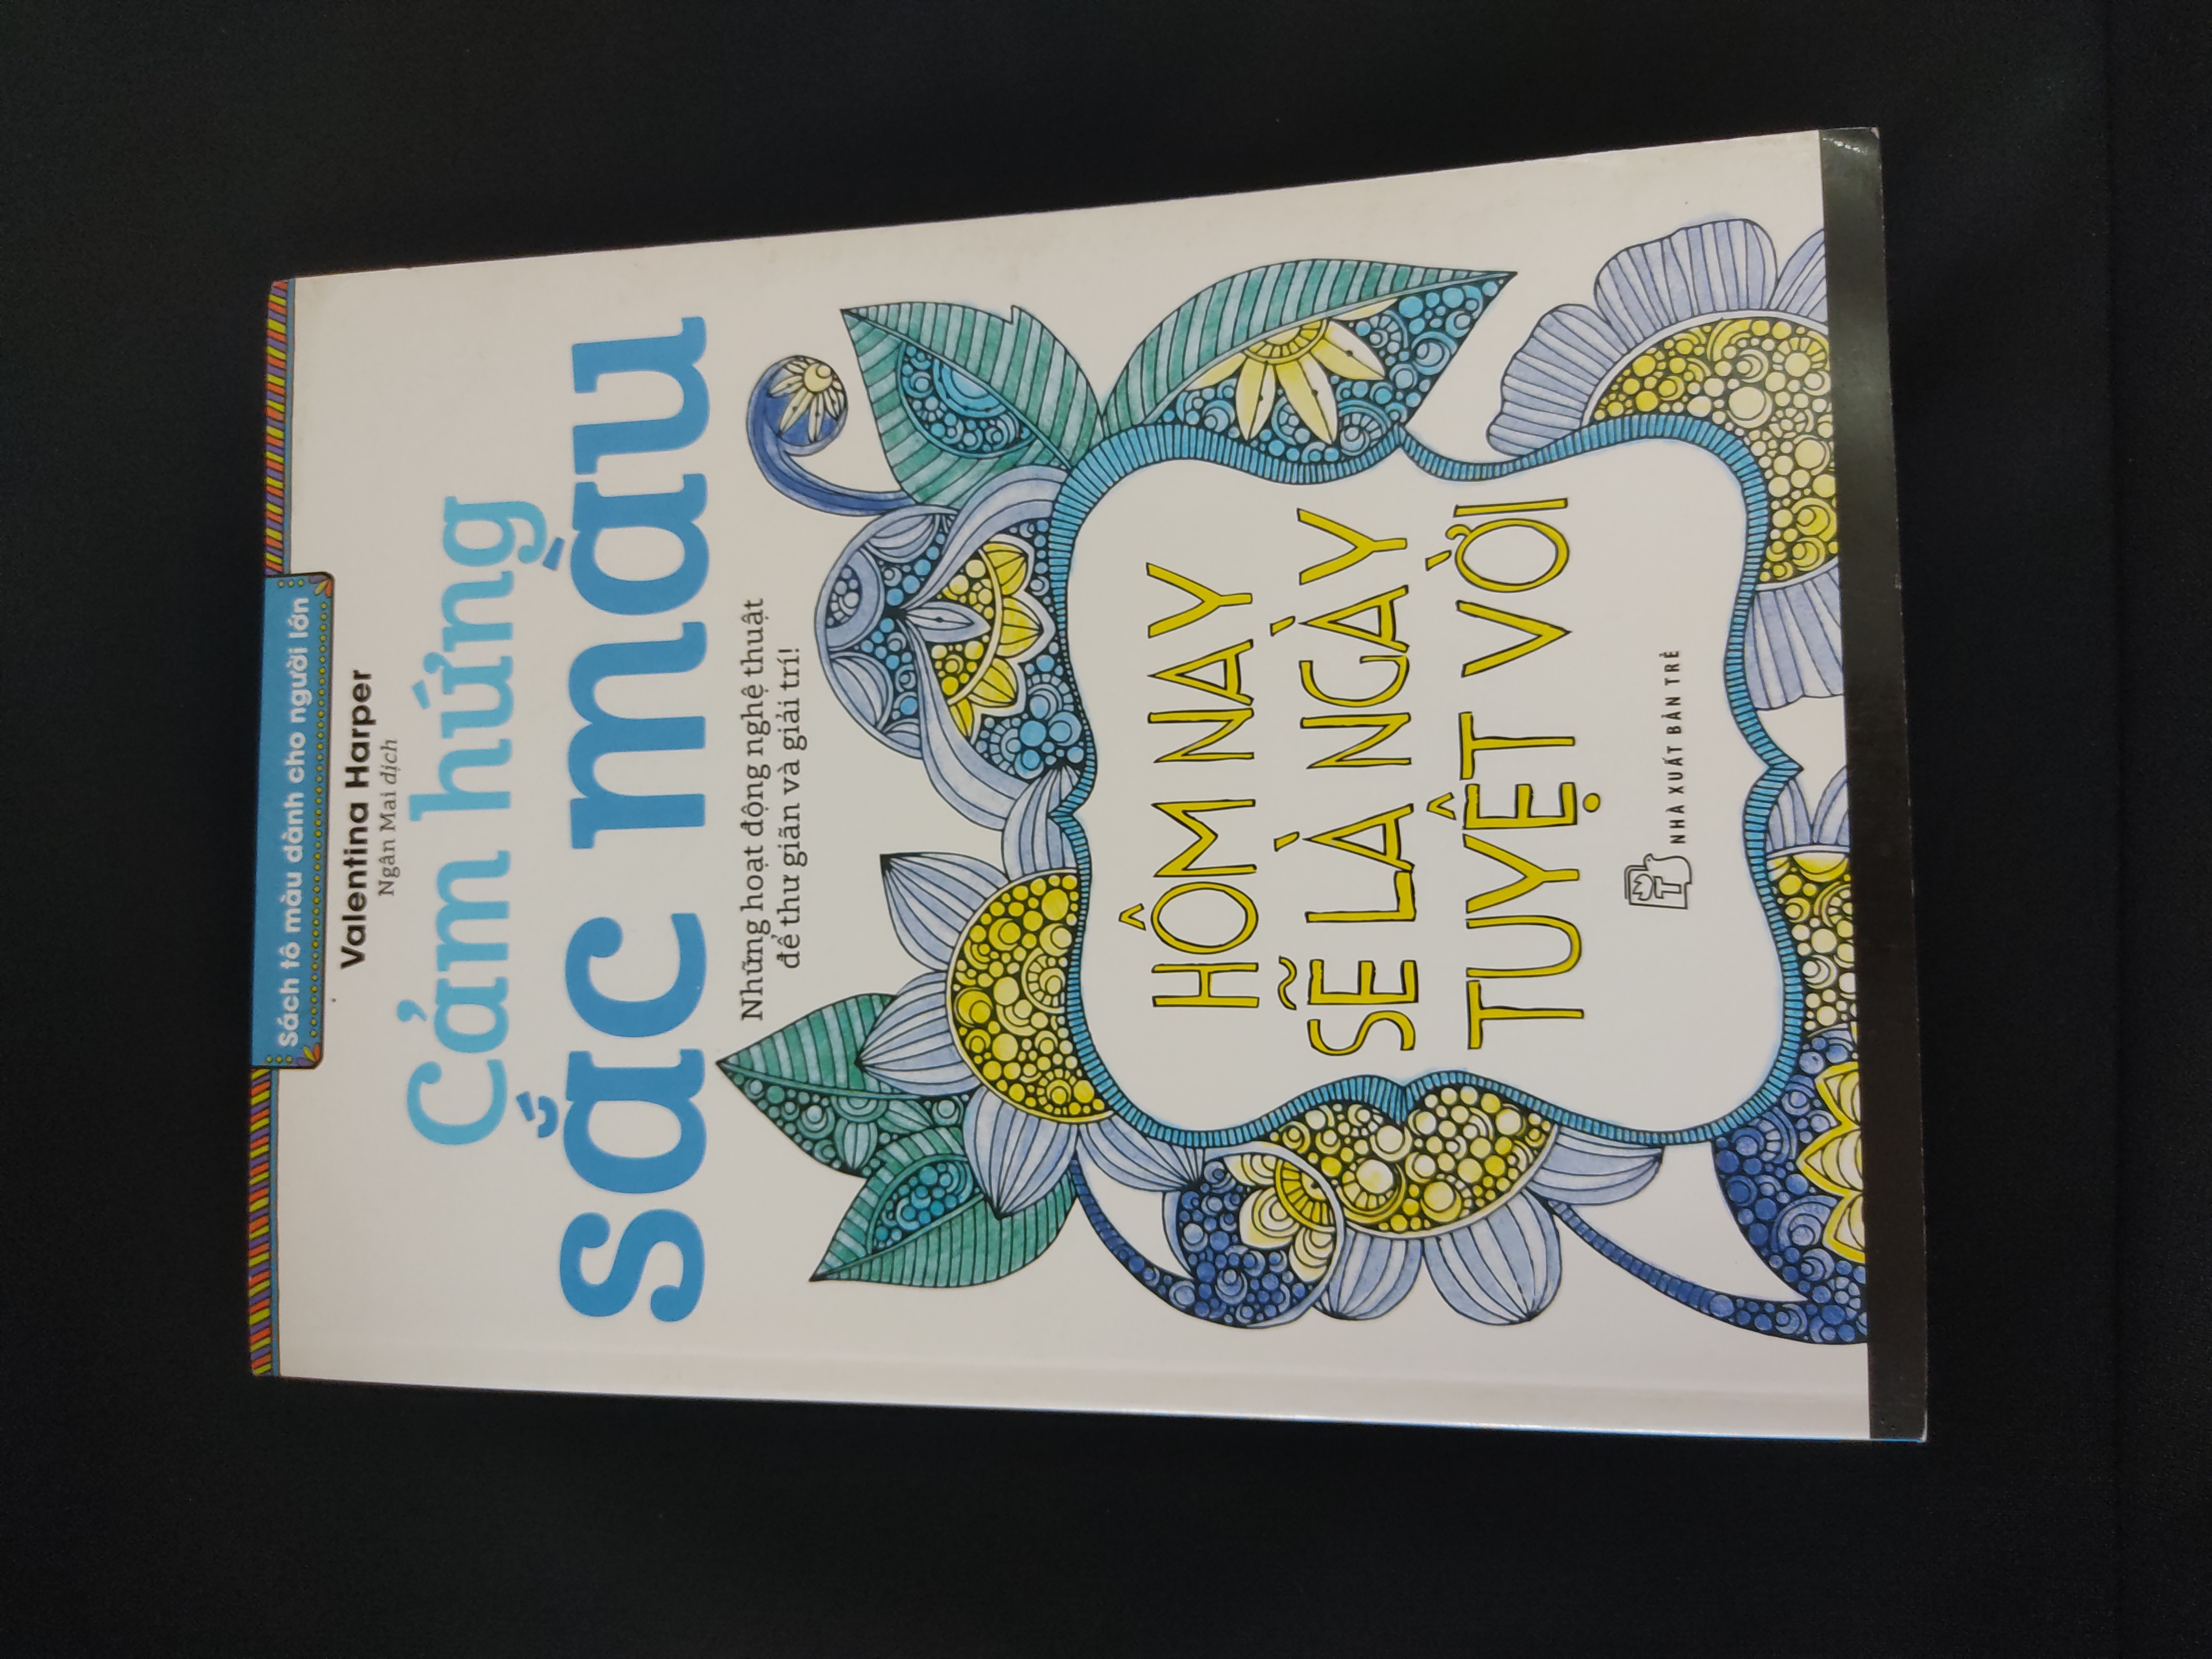 Sách tô màu dành cho người lớn
Valentina Harper
Ngân Mai dịch
Cảm hứng
sắc màu
Những hoạt động nghệ thuật
để thư giãn và giải trí!
HÔM NAY
SẼ LÀ NGÀY
TUYỆT VỜI
NHÀ XUẤT BẢN TRẺ